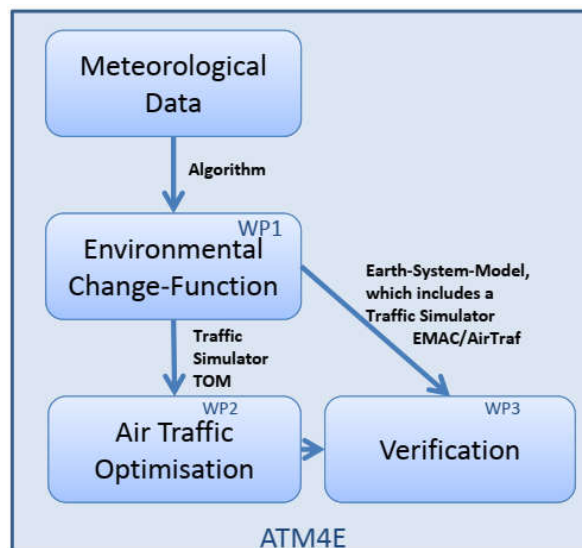 Meteorological
Data
Algorithm
WP1
Environmental
Change-Function
Earth-System-Model,
which includes a
Traffic Simulator
EMAC/AirTraf
Traffic
Simulator
TOM
WP2
Air Traffic
Optimisation
WP3
Verification
ATM4E